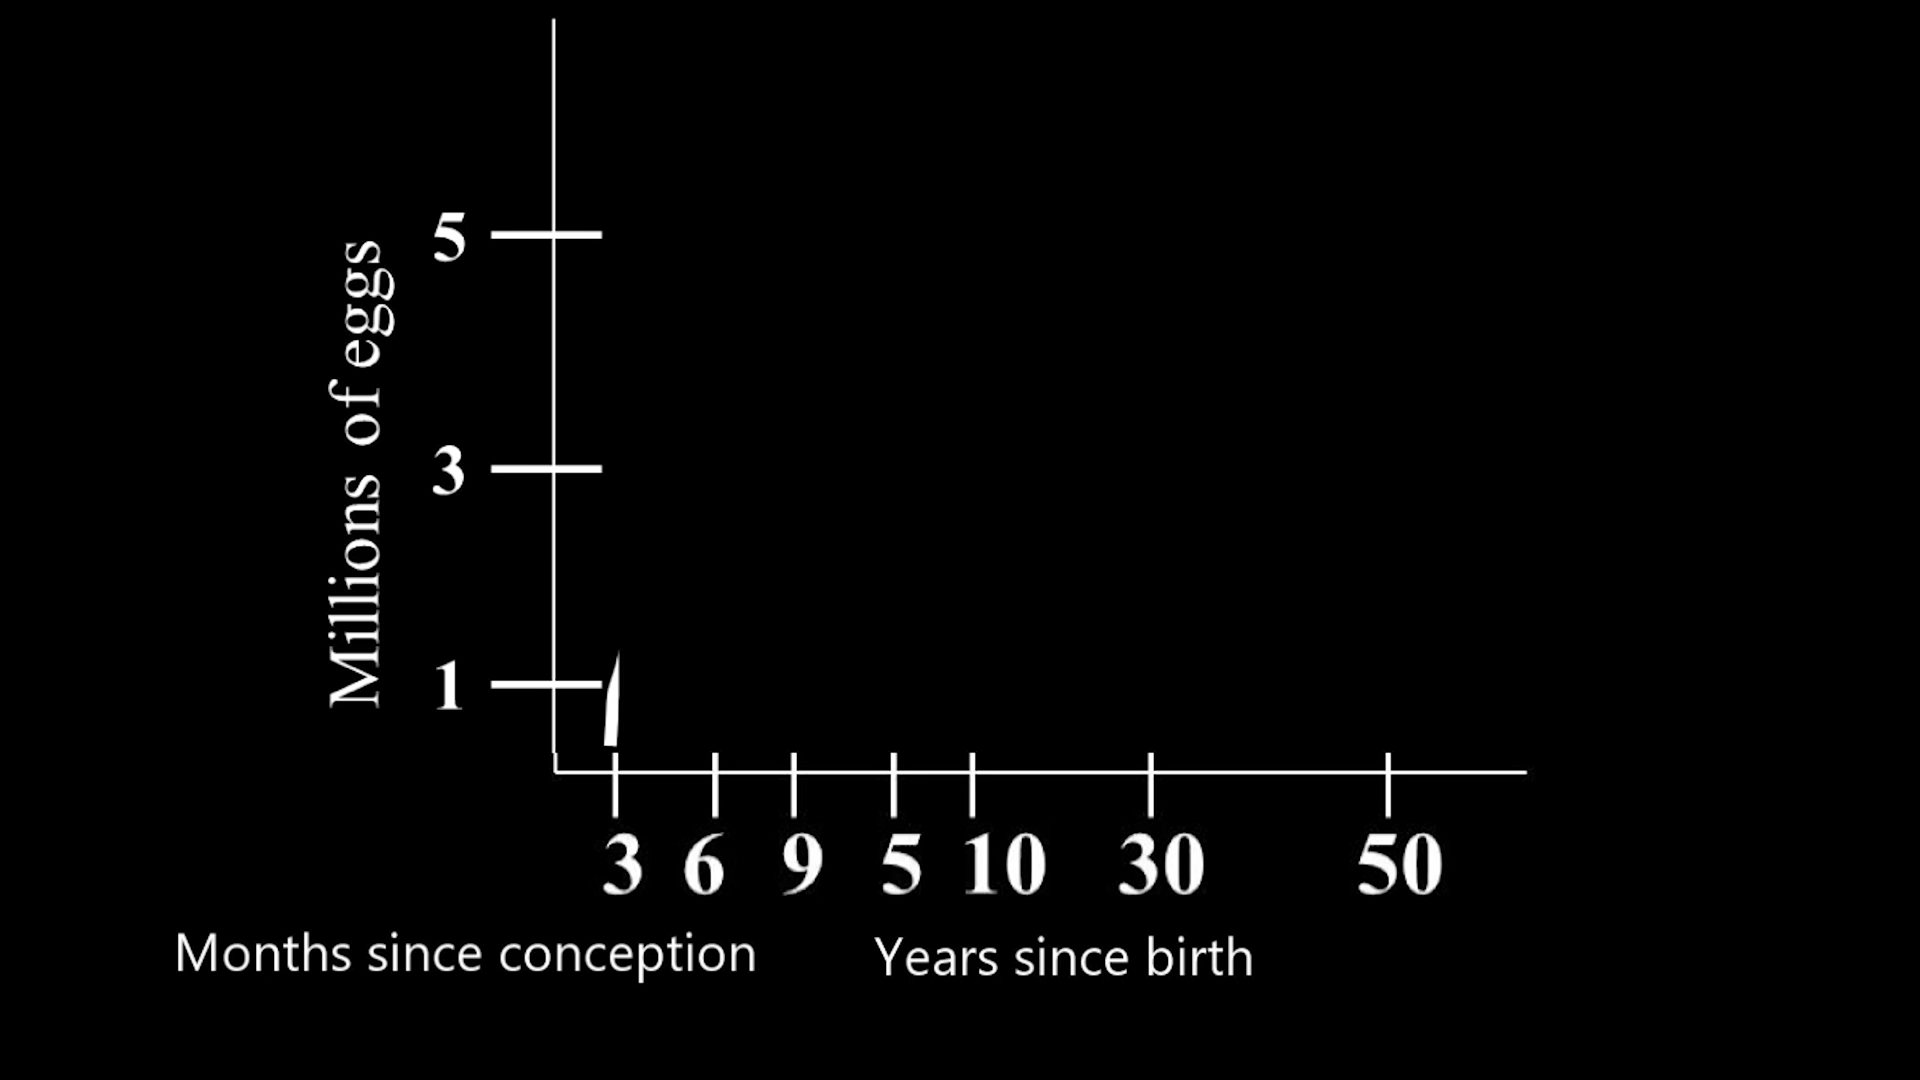 Millions of eggs
5
3
1
3 6 9 5 10 30 50
Months since conception
Years since birth